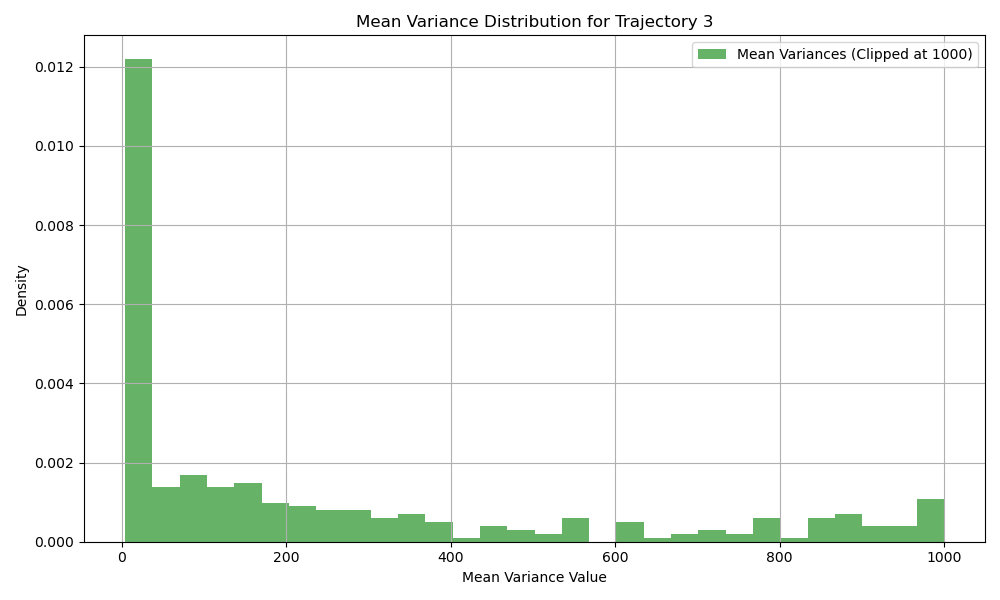 Mean Variance Distribution for Trajectory 3
Mean Variances (Clipped at 1000)
0.012
0.010
0.008
0.006
0.004
0.002
0.000
Density
0 200 400 600 800 1000
Mean Variance Value